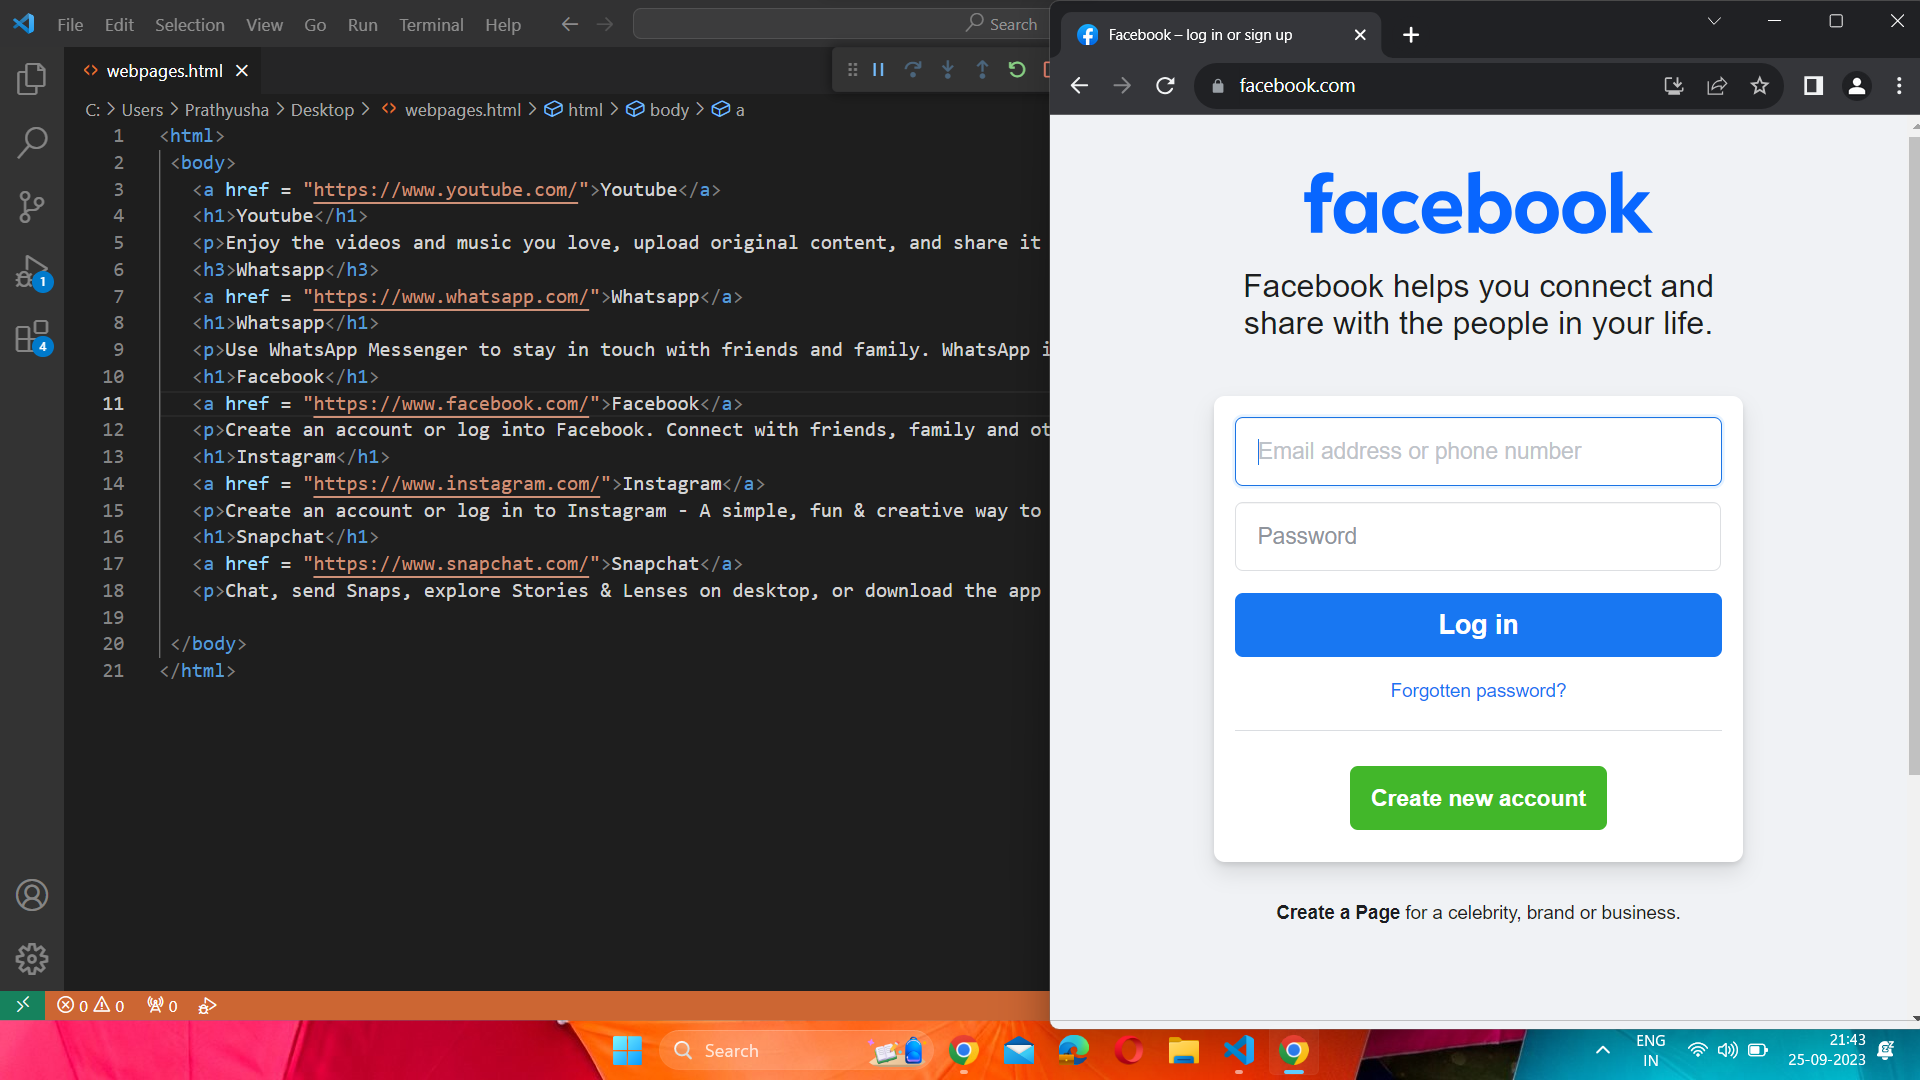 File Edit Selection View Go Run Terminal Help
Search
webpages.html
C: > Users > Prathyusha > Desktop > webpages.html > html > body > a
1 <html>
2 <body>
3 <a href = "https://www.youtube.com/">Youtube</a>
4 <h1>Youtube</h1>
5 <p>Enjoy the videos and music you love, upload original content, and share it
6 <h3>Whatsapp</h3>
7 <a href = "https://www.whatsapp.com/">Whatsapp</a>
8 <h1>Whatsapp</h1>
9 <p>Use WhatsApp Messenger to stay in touch with friends and family. WhatsApp i
10 <h1>Facebook</h1>
11 <a href = "https://www.facebook.com/">Facebook</a>
12 <p>Create an account or log into Facebook. Connect with friends, family and ot
13 <h1>Instagram</h1>
14 <a href = "https://www.instagram.com/">Instagram</a>
15 <p>Create an account or log in to Instagram - A simple, fun & creative way to
16 <h1>Snapchat</h1>
17 <a href = "https://www.snapchat.com/">Snapchat</a>
18 <p>Chat, send Snaps, explore Stories & Lenses on desktop, or download the app
19
20 </body>
21 </html>
1
4
0 0 0
Facebook – log in or sign up
facebook.com
facebook
Facebook helps you connect and
share with the people in your life.
Email address or phone number
Password
Log in
Forgotten password?
Create new account
Create a Page for a celebrity, brand or business.
Search
ENG
IN
21:43
25-09-2023